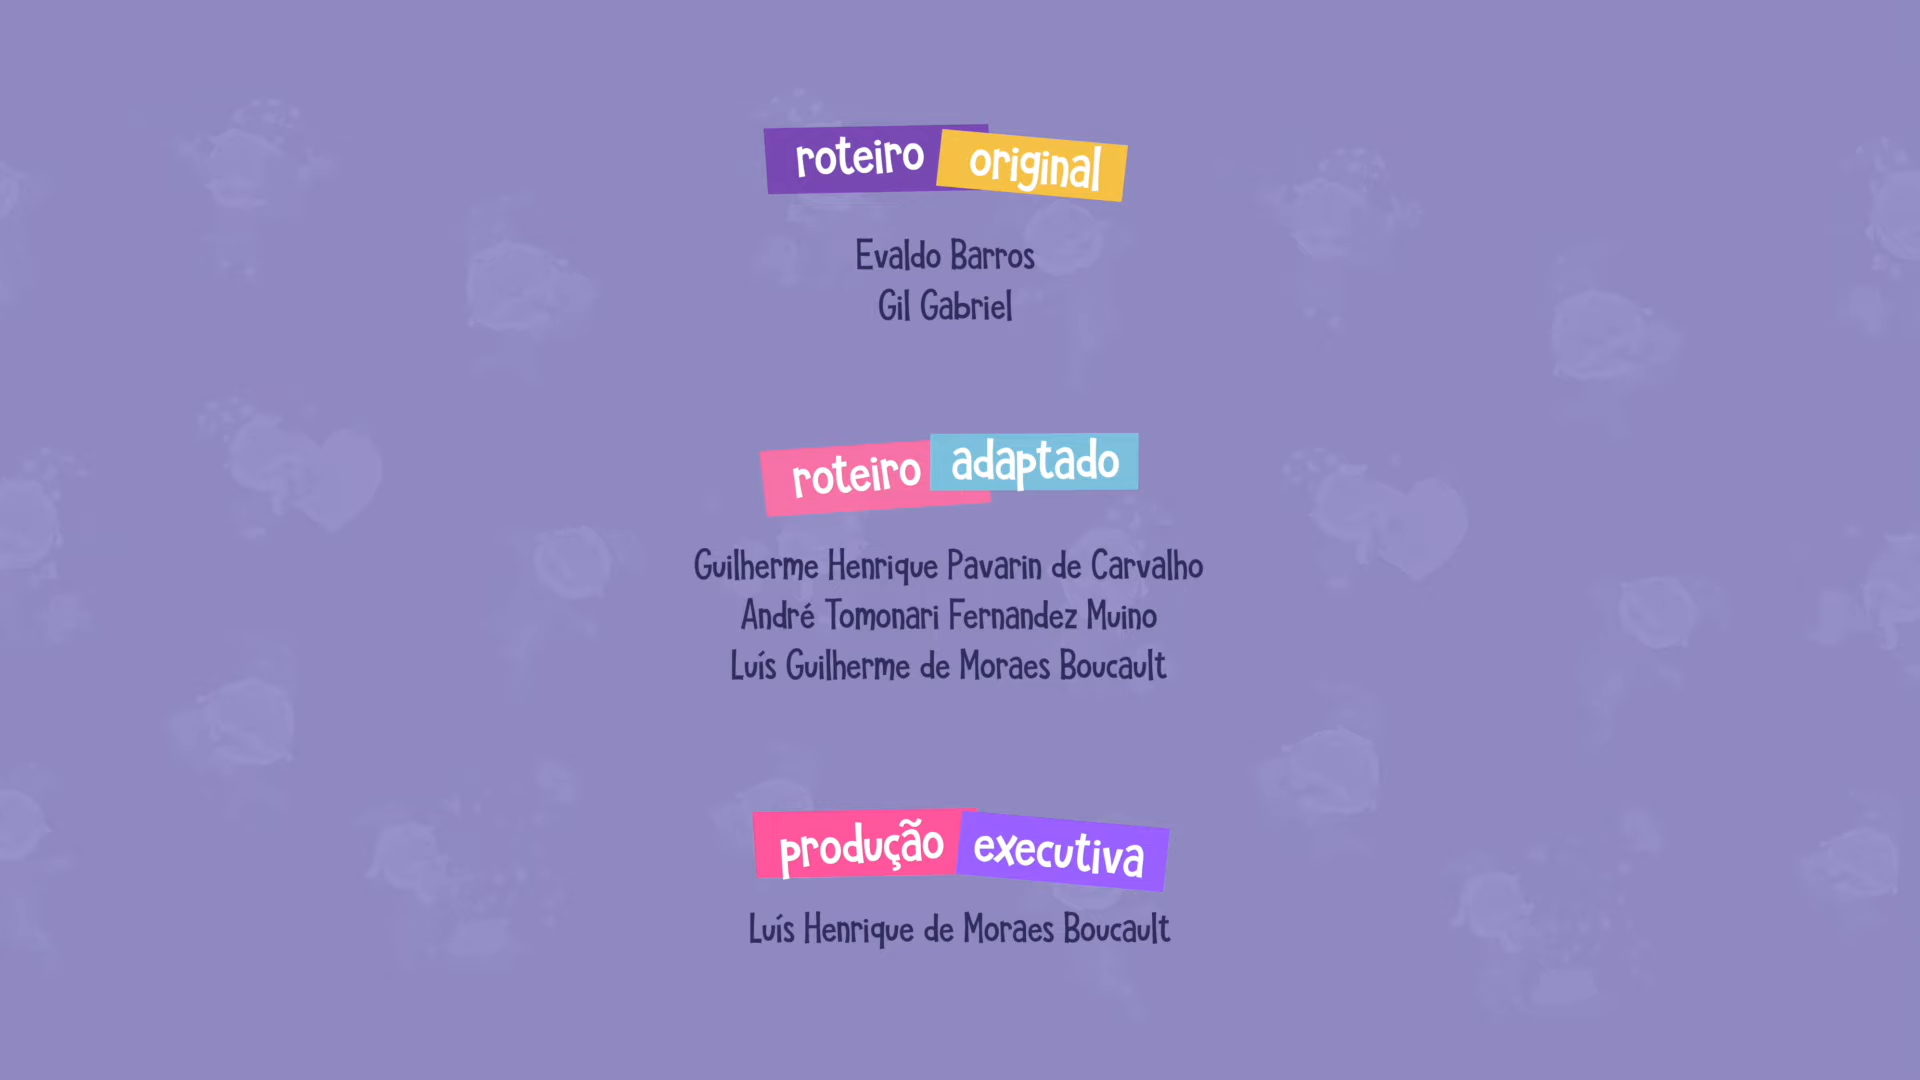 roteiro original
Evaldo Barros
Gil Gabriel
roteiro adaptado
Guilherme Henrique Pavarin de Carvalho
André Tomonari Fernandez Muino
Luís Guilherme de Moraes Boucault
produção executiva
Luís Henrique de Moraes Boucault